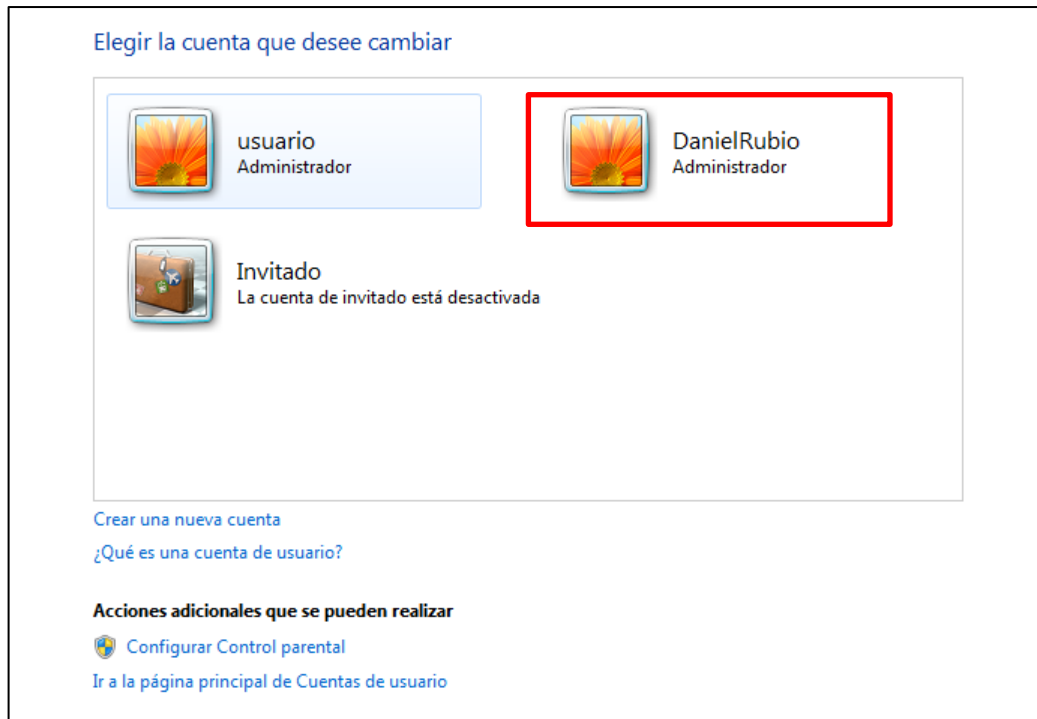 Elegir la cuenta que desee cambiar
usuario
Administrador
DanielRubio
Administrador
Invitado
La cuenta de invitado está desactivada
Crear una nueva cuenta
¿Qué es una cuenta de usuario?
Acciones adicionales que se pueden realizar
Configurar Control parental
Ir a la página principal de Cuentas de usuario